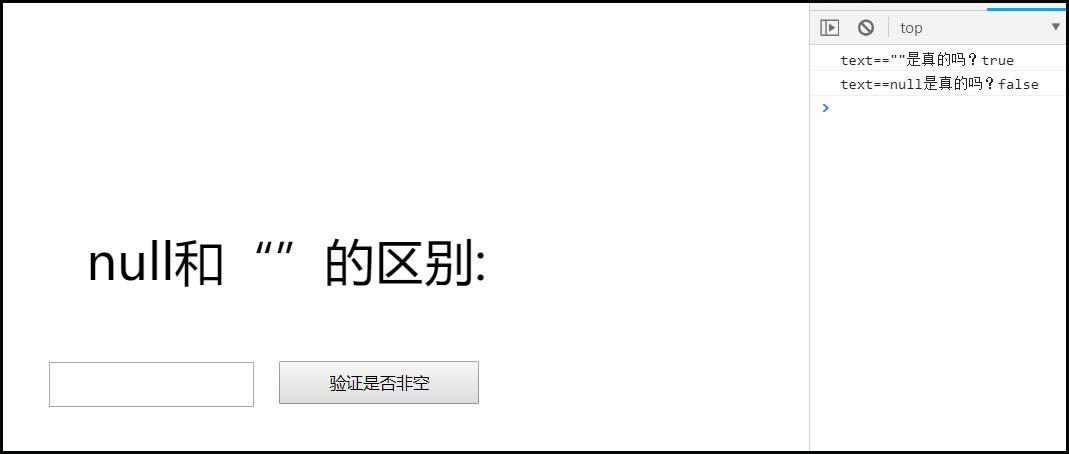 top
text==""是真的吗？true
text==null是真的吗？false
null和“”的区别:
验证是否非空